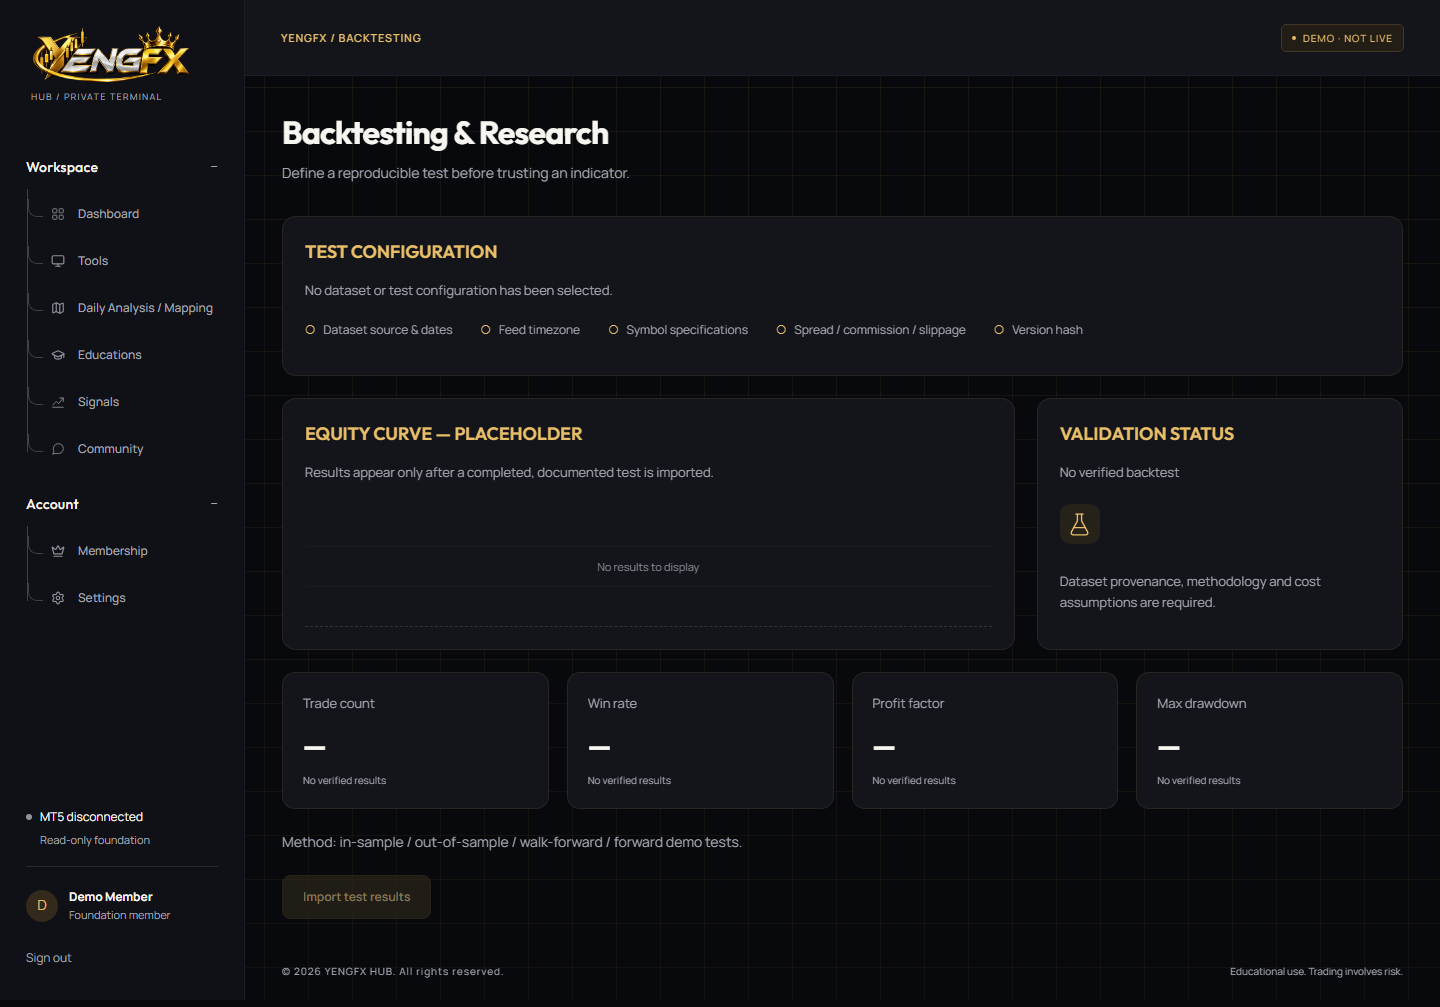 YENGFX
HUB / PRIVATE TERMINAL
Workspace
Dashboard
Tools
Daily Analysis / Mapping
Educations
Signals
Community
Account
Membership
Settings
MT5 disconnected
Read-only foundation
D
Demo Member
Foundation member
Sign out
YENGFX / BACKTESTING
DEMO · NOT LIVE
Backtesting & Research
Define a reproducible test before trusting an indicator.
TEST CONFIGURATION
No dataset or test configuration has been selected.
Dataset source & dates
Feed timezone
Symbol specifications
Spread / commission / slippage
Version hash
EQUITY CURVE — PLACEHOLDER
Results appear only after a completed, documented test is imported.
No results to display
VALIDATION STATUS
No verified backtest
Dataset provenance, methodology and cost
assumptions are required.
Trade count
—
No verified results
Win rate
—
No verified results
Profit factor
—
No verified results
Max drawdown
—
No verified results
Method: in-sample / out-of-sample / walk-forward / forward demo tests.
Import test results
© 2026 YENGFX HUB. All rights reserved.
Educational use. Trading involves risk.